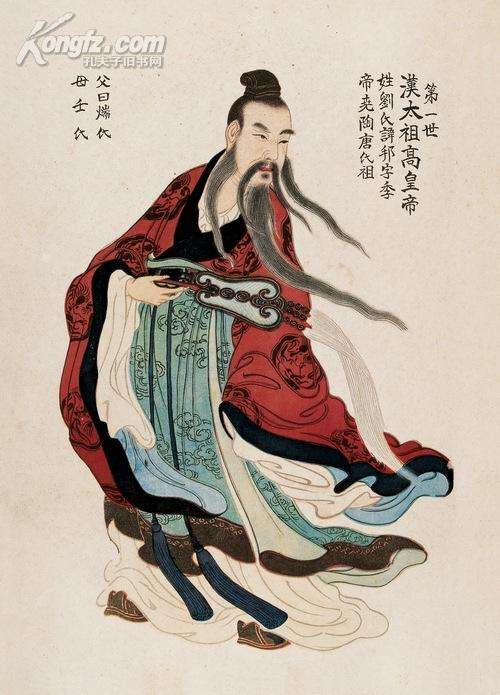 Kongfz.com
孔夫子旧书网
第一世
漢太祖高皇帝
姓劉氏諱邦字季
帝堯陶唐氏祖
父曰煓氏
母壬氏